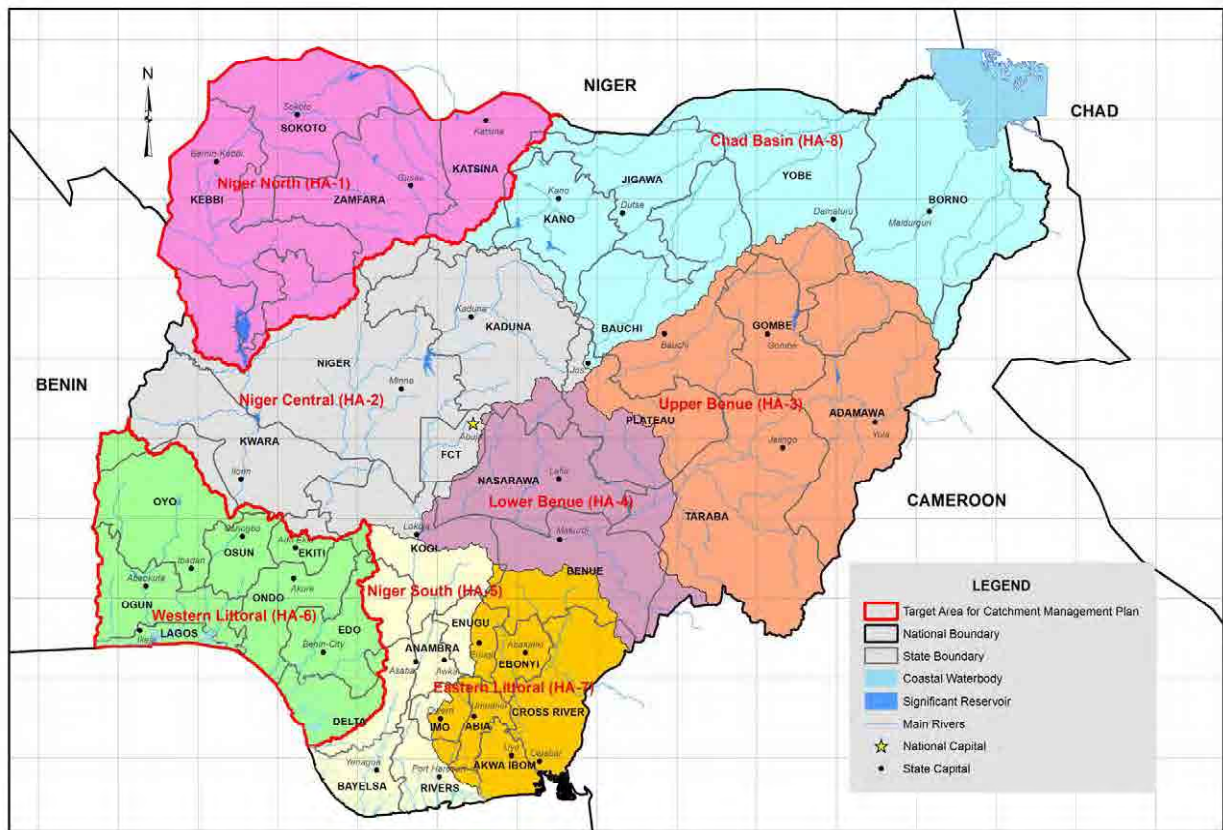 NIGER
CHAD
N
Sokoto
SOKOTO
Katsina
Chad Basin (HA-8)
Birnin-Kebbi
KATSINA
Niger North (HA-1)
Gusau
JIGAWA
YOBE
KEBBI
ZAMFARA
Kano
KANO
Dutse
BORNO
Damaturu
Maiduguri
Kaduna
KADUNA
BAUCHI
Bauchi
GOMBE
Gombe
NIGER
Jos
BENIN
Minna
Niger Central (HA-2)
Upper Benue (HA-3)
ADAMAWA
PLATEAU
Yola
Abuja
KWARA
FCT
Jalingo
Ilorin
NASARAWA
Lafia
OYO
Lower Benue (HA-4)
CAMEROON
TARABA
Lokoja
KOGI
Makurdi
OSUN
EKITI
Ibadan
BENUE
Abeokuta
Akure
ONDO
Niger South (HA-5)
OGUN
Western Littoral (HA-6)
ENUGU
LAGOS
EDO
Ikeja
Enugu
Abakaliki
ANAMBRA
EBONYI
Benin-City
Asaba
Awka
Eastern Littoral (HA-7)
Umuahia
CROSS RIVER
DELTA
IMO
ABIA
Uyo
Calabar
Yenagoa
AKWA IBOM
Port Harcourt
BAYELSA
RIVERS
LEGEND
Target Area for Catchment Management Plan
National Boundary
State Boundary
Coastal Waterbody
Significant Reservoir
Main Rivers
National Capital
State Capital